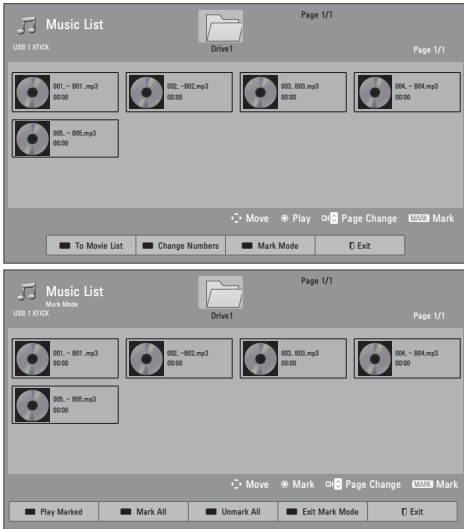 Page 1/1
Music List
USB 1 XTICK
Drive1
Page 1/1
001. - B01 .mp3
00:00
002. -B02.mp3
00:00
003. B03.mp3
00:00
004. - B04.mp3
00:00
005. - B05.mp3
00:00
Move Play CH Page Change MARK Mark
To Movie List Change Numbers Mark Mode Exit
Page 1/1
Music List
Mark Mode
USB 1 XTICK
Drive1
Page 1/1
001. - B01 .mp3
00:00
002. -B02.mp3
00:00
003. B03.mp3
00:00
004. - B04.mp3
00:00
005. - B05.mp3
00:00
Move Mark CH Page Change MARK Mark
Play Marked Mark All Unmark All Exit Mark Mode Exit